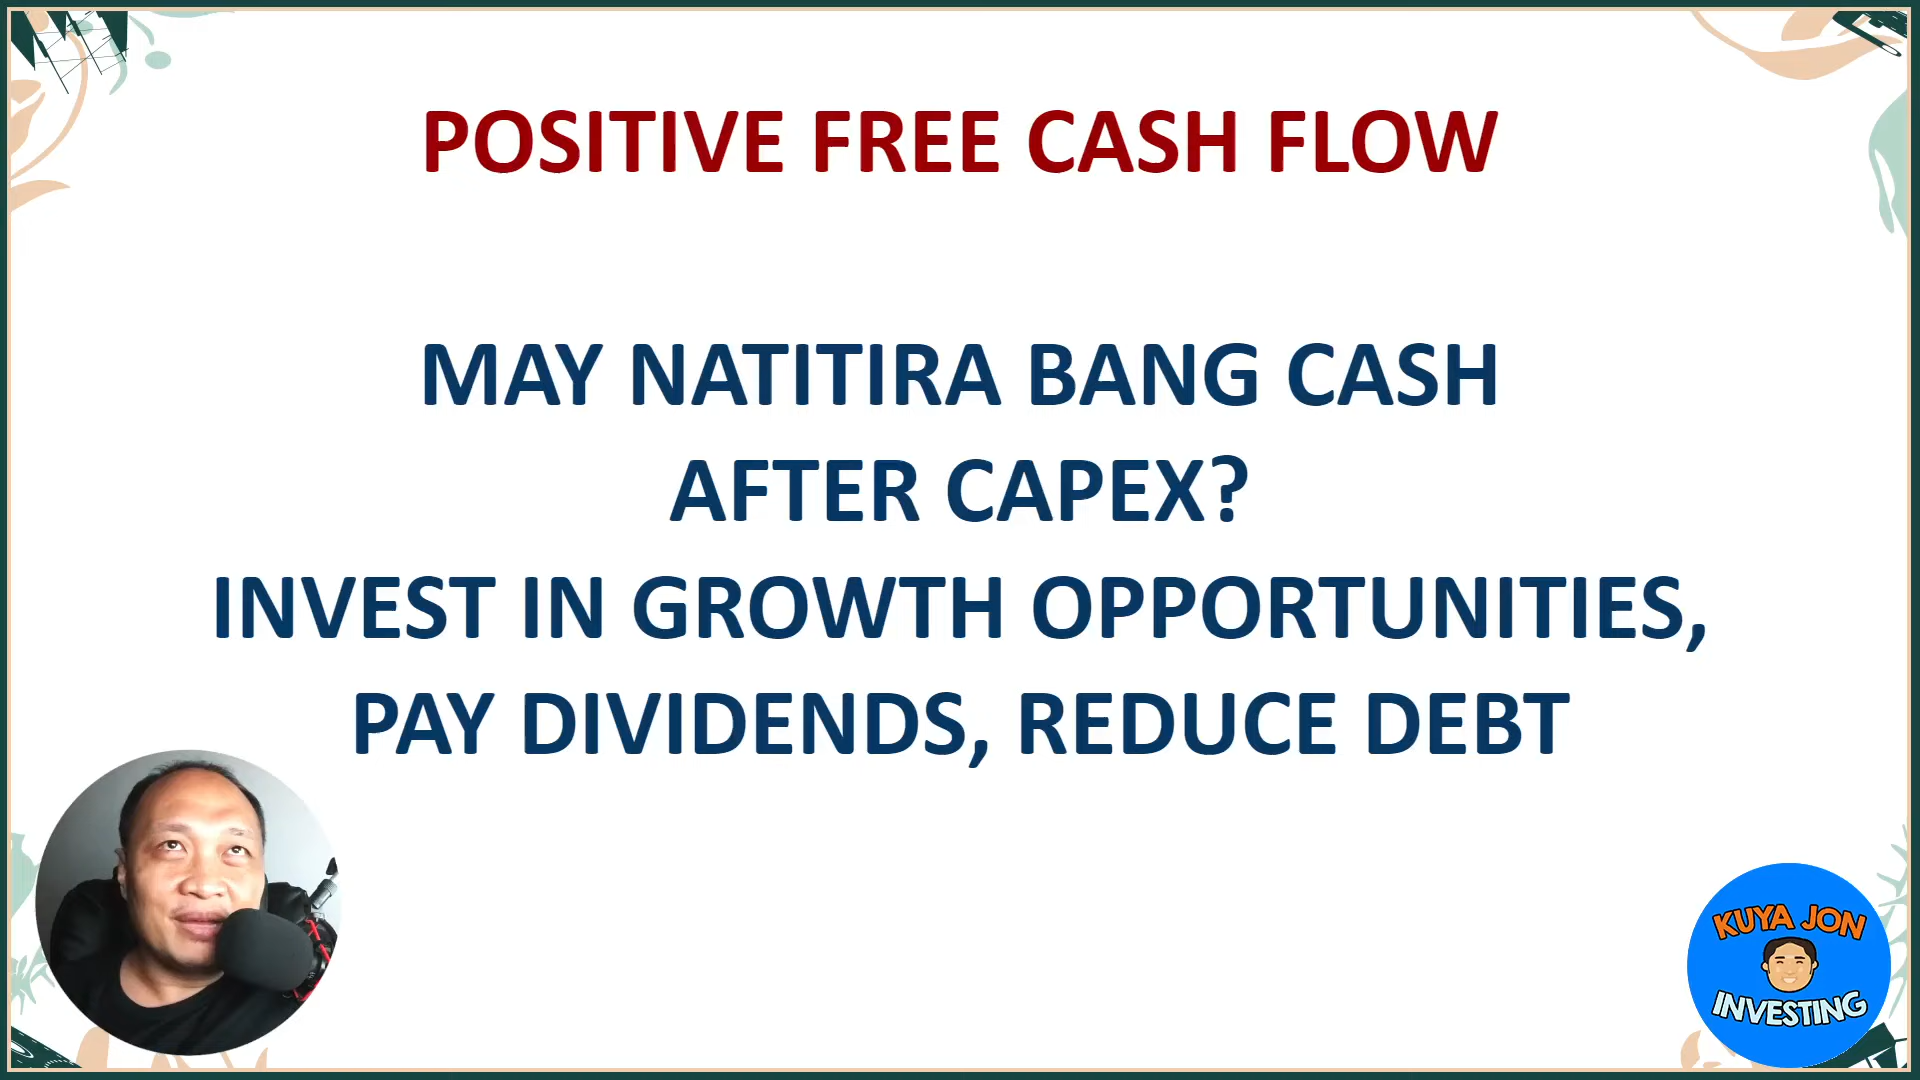 POSITIVE FREE CASH FLOW
MAY NATITIRA BANG CASH
AFTER CAPEX?
INVEST IN GROWTH OPPORTUNITIES,
PAY DIVIDENDS, REDUCE DEBT
KUYA JON
INVESTING